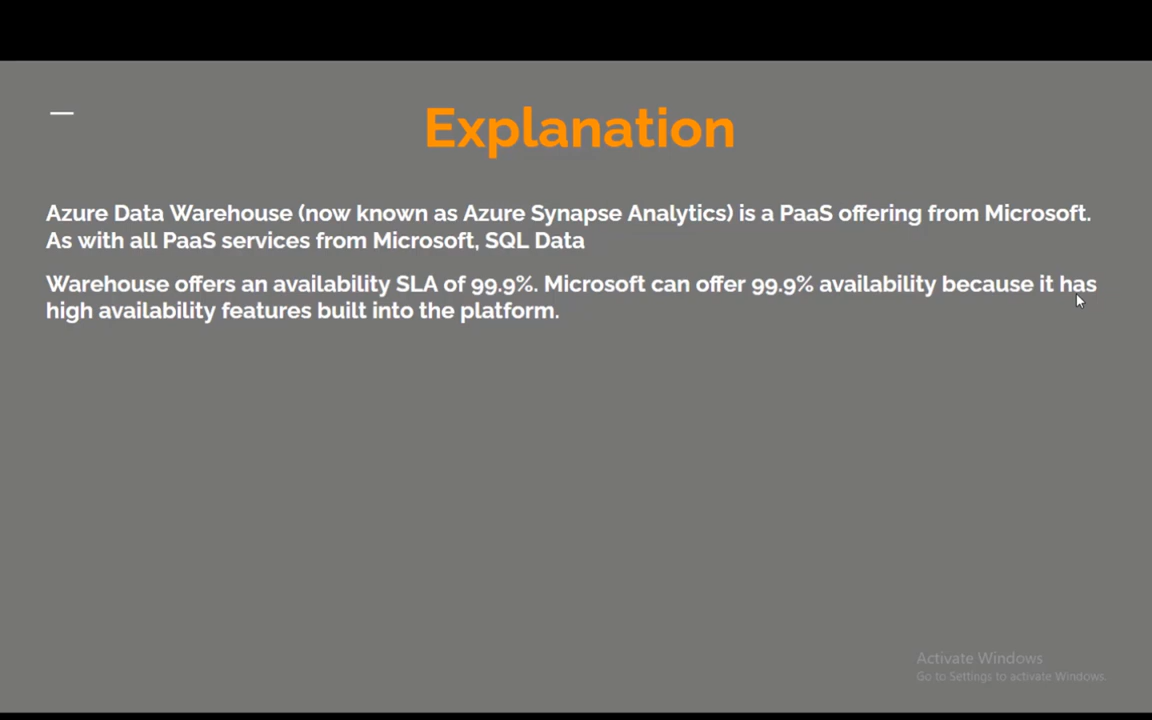 Explanation
Azure Data Warehouse (now known as Azure Synapse Analytics) is a PaaS offering from Microsoft.
As with all PaaS services from Microsoft, SQL Data
Warehouse offers an availability SLA of 99.9%. Microsoft can offer 99.9% availability because it has
high availability features built into the platform.
Activate Windows
Go to Settings to activate Windows.